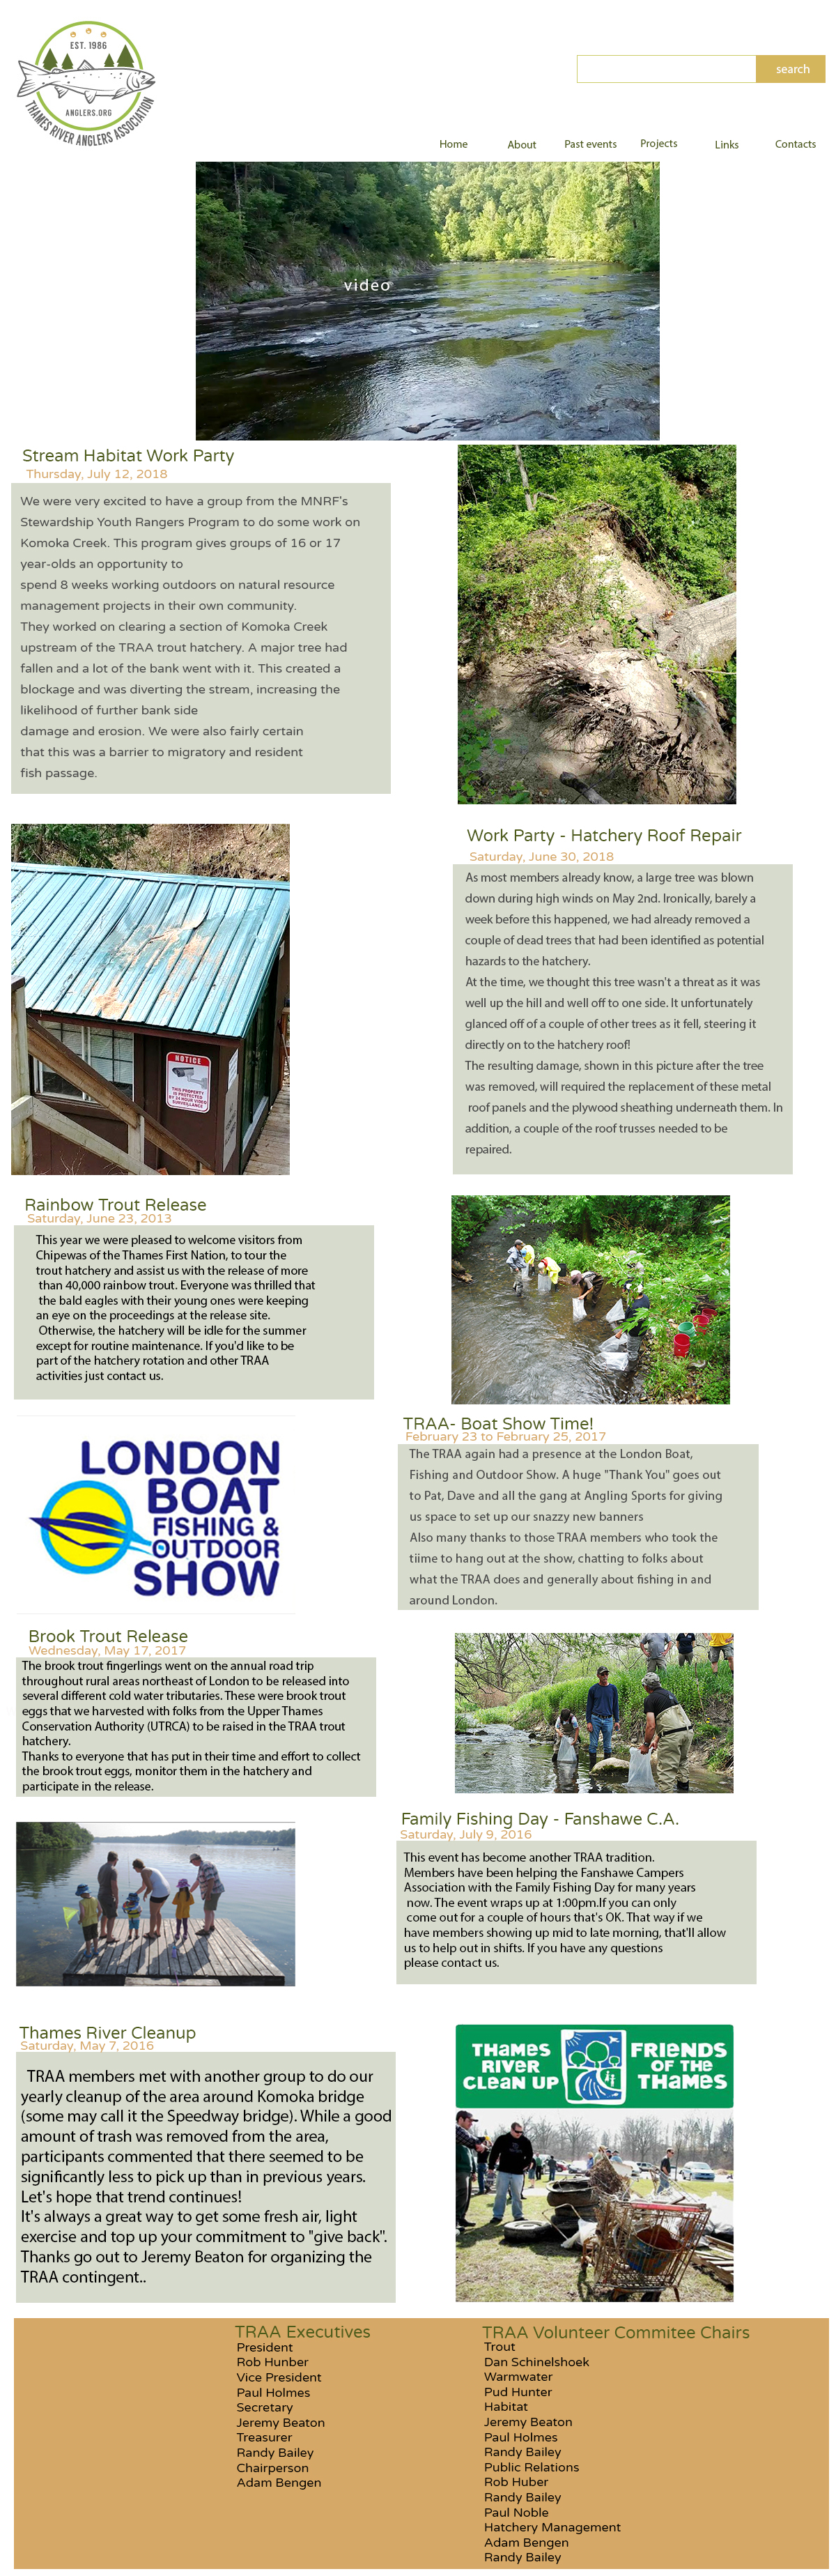 EST. 1986
ANGLERS.ORG
THAMES RIVER ANGLERS ASSOCIATION
search
Home About Past events Projects Links Contacts
video
Stream Habitat Work Party
Thursday, July 12, 2018
We were very excited to have a group from the MNRF's
Stewardship Youth Rangers Program to do some work on
Komoka Creek. This program gives groups of 16 or 17
year-olds an opportunity to
spend 8 weeks working outdoors on natural resource
management projects in their own community.
They worked on clearing a section of Komoka Creek
upstream of the TRAA trout hatchery. A major tree had
fallen and a lot of the bank went with it. This created a
blockage and was diverting the stream, increasing the
likelihood of further bank side
damage and erosion. We were also fairly certain
that this was a barrier to migratory and resident
fish passage.
NOTICE
THIS PROPERTY
IS PROTECTED
BY 24 HOUR VIDEO
SURVEILLANCE
Work Party - Hatchery Roof Repair
Saturday, June 30, 2018
As most members already know, a large tree was blown
down during high winds on May 2nd. Ironically, barely a
week before this happened, we had already removed a
couple of dead trees that had been identified as potential
hazards to the hatchery.
At the time, we thought this tree wasn't a threat as it was
well up the hill and well off to one side. It unfortunately
glanced off of a couple of other trees as it fell, steering it
directly on to the hatchery roof!
The resulting damage, shown in this picture after the tree
was removed, will required the replacement of these metal
roof panels and the plywood sheathing underneath them. In
addition, a couple of the roof trusses needed to be
repaired.
Rainbow Trout Release
Saturday, June 23, 2013
This year we were pleased to welcome visitors from
Chipewas of the Thames First Nation, to tour the
trout hatchery and assist us with the release of more
than 40,000 rainbow trout. Everyone was thrilled that
the bald eagles with their young ones were keeping
an eye on the proceedings at the release site.
Otherwise, the hatchery will be idle for the summer
except for routine maintenance. If you'd like to be
part of the hatchery rotation and other TRAA
activities just contact us.
LONDON
BOAT
FISHING &
OUTDOOR
SHOW
TRAA- Boat Show Time!
February 23 to February 25, 2017
The TRAA again had a presence at the London Boat,
Fishing and Outdoor Show. A huge "Thank You" goes out
to Pat, Dave and all the gang at Angling Sports for giving
us space to set up our snazzy new banners
Also many thanks to those TRAA members who took the
tiime to hang out at the show, chatting to folks about
what the TRAA does and generally about fishing in and
around London.
Brook Trout Release
Wednesday, May 17, 2017
The brook trout fingerlings went on the annual road trip
throughout rural areas northeast of London to be released into
several different cold water tributaries. These were brook trout
eggs that we harvested with folks from the Upper Thames
Conservation Authority (UTRCA) to be raised in the TRAA trout
hatchery.
Thanks to everyone that has put in their time and effort to collect
the brook trout eggs, monitor them in the hatchery and
participate in the release.
Family Fishing Day - Fanshawe C.A.
Saturday, July 9, 2016
This event has become another TRAA tradition.
Members have been helping the Fanshawe Campers
Association with the Family Fishing Day for many years
now. The event wraps up at 1:00pm.If you can only
come out for a couple of hours that's OK. That way if we
have members showing up mid to late morning, that'll allow
us to help out in shifts. If you have any questions
please contact us.
Thames River Cleanup
Saturday, May 7, 2016
TRAA members met with another group to do our
yearly cleanup of the area around Komoka bridge
(some may call it the Speedway bridge). While a good
amount of trash was removed from the area,
participants commented that there seemed to be
significantly less to pick up than in previous years.
Let's hope that trend continues!
It's always a great way to get some fresh air, light
exercise and top up your commitment to "give back".
Thanks go out to Jeremy Beaton for organizing the
TRAA contingent..
THAMES
RIVER
CLEAN UP
FRIENDS
OF THE
THAMES
TRAA Executives
President
Rob Hunber
Vice President
Paul Holmes
Secretary
Jeremy Beaton
Treasurer
Randy Bailey
Chairperson
Adam Bengen
TRAA Volunteer Commitee Chairs
Trout
Dan Schinelshoek
Warmwater
Pud Hunter
Habitat
Jeremy Beaton
Paul Holmes
Randy Bailey
Public Relations
Rob Huber
Randy Bailey
Paul Noble
Hatchery Management
Adam Bengen
Randy Bailey